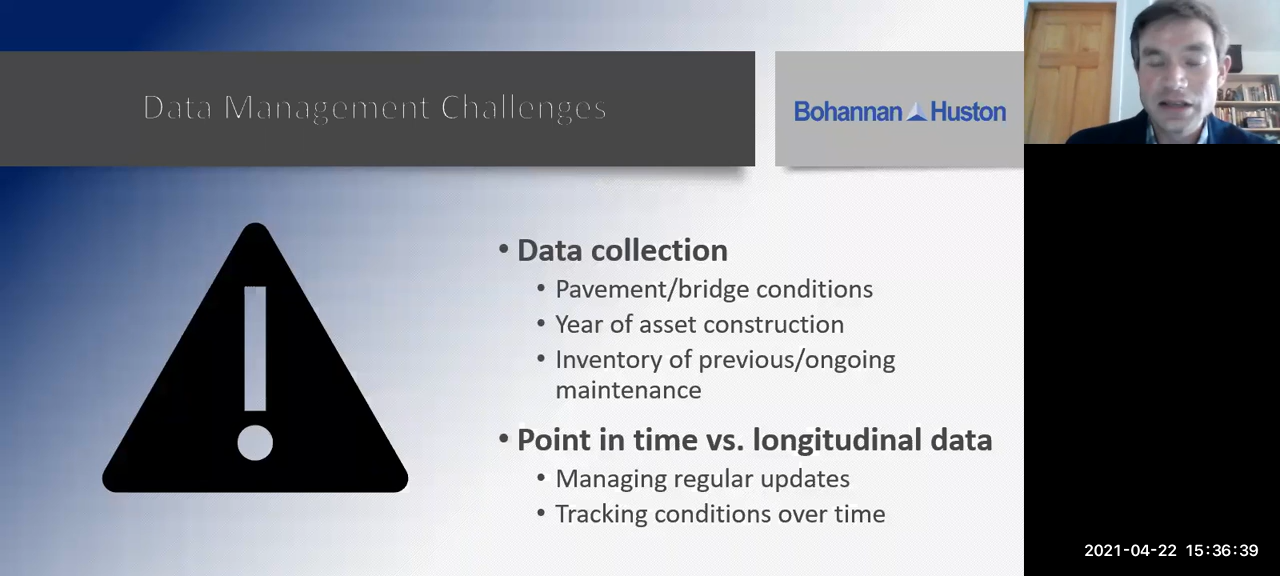 Data Management Challenges
Bohannan Huston
• Data collection
• Pavement/bridge conditions
• Year of asset construction
• Inventory of previous/ongoing
maintenance
• Point in time vs. longitudinal data
• Managing regular updates
• Tracking conditions over time
2021-04-22 15:36:39